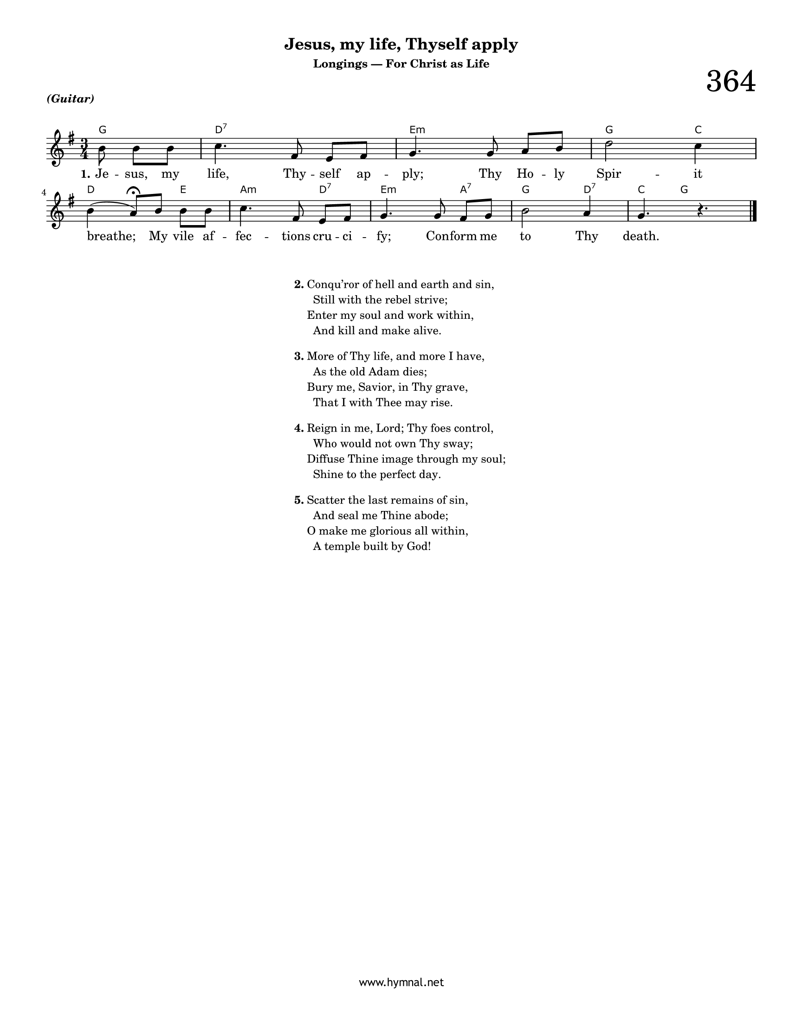 Jesus, my life, Thyself apply
Longings — For Christ as Life
364
(Guitar)
G D7 Em G C
3
4
1. Je - sus, my life, Thy - self ap - ply; Thy Ho - ly Spir - it
4 D E Am D7 Em A7 G D7 C G
breathe; My vile af - fec - tions cru - ci - fy; Conform me to Thy death.
2. Conqu’ror of hell and earth and sin,
Still with the rebel strive;
Enter my soul and work within,
And kill and make alive.
3. More of Thy life, and more I have,
As the old Adam dies;
Bury me, Savior, in Thy grave,
That I with Thee may rise.
4. Reign in me, Lord; Thy foes control,
Who would not own Thy sway;
Diffuse Thine image through my soul;
Shine to the perfect day.
5. Scatter the last remains of sin,
And seal me Thine abode;
O make me glorious all within,
A temple built by God!
www.hymnal.net